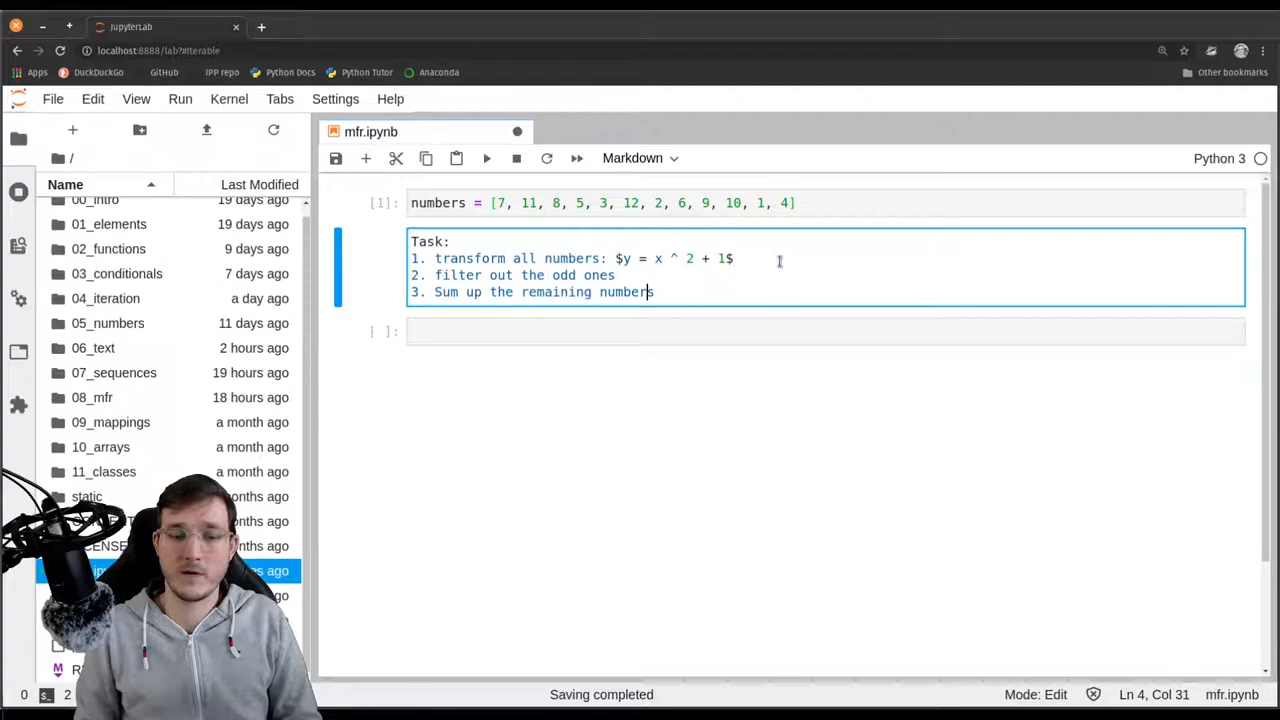 JupyterLab
localhost:8888/lab?#Iterable
Apps DuckDuckGo GitHub IPP repo Python Docs Python Tutor Anaconda Other bookmarks
File Edit View Run Kernel Tabs Settings Help
mfr.ipynb
/
Markdown Python 3
Name Last Modified
00_intro 19 days ago
01_elements 19 days ago
02_functions 9 days ago
03_conditionals 7 days ago
04_iteration a day ago
05_numbers 11 days ago
06_text 2 hours ago
07_sequences 19 hours ago
08_mfr 18 hours ago
09_mappings a month ago
10_arrays a month ago
11_classes a month ago
static months ago
months ago
ago
ago
[1]: numbers = [7, 11, 8, 5, 3, 12, 2, 6, 9, 10, 1, 4]
Task:
1. transform all numbers: $y = x ^ 2 + 1$
2. filter out the odd ones
3. Sum up the remaining numbers
[ ]:
0 2 Saving completed Mode: Edit Ln 4, Col 31 mfr.ipynb